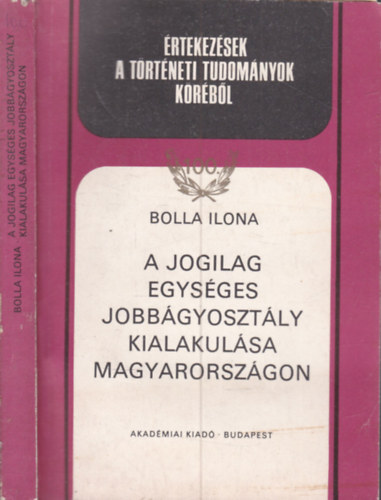 BOLLA ILONA   A JOGILAG EGYSÉGES JOBBÁGYOSZTÁLY
KIALAKULÁSA MAGYARORSZÁGON
ÉRTEKEZÉSEK
A TÖRTÉNETI TUDOMÁNYOK
KÖRÉBŐL
100.
BOLLA ILONA
A JOGILAG
EGYSÉGES
JOBBÁGYOSZTÁLY
KIALAKULÁSA
MAGYARORSZÁGON
AKADÉMIAI KIADÓ · BUDAPEST